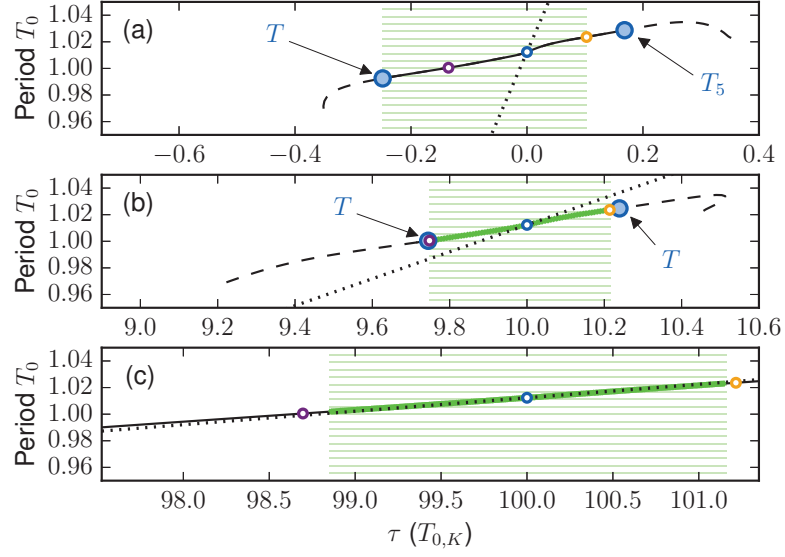 1.04
1.02
1.00
0.98
0.96
Period T₀
(a)
T
T₅
−0.6 −0.4 −0.2 0.0 0.2 0.4
1.04
1.02
1.00
0.98
0.96
Period T₀
(b)
T
T
9.0 9.2 9.4 9.6 9.8 10.0 10.2 10.4 10.6
1.04
1.02
1.00
0.98
0.96
Period T₀
(c)
98.0 98.5 99.0 99.5 100.0 100.5 101.0
τ (T₀,K)